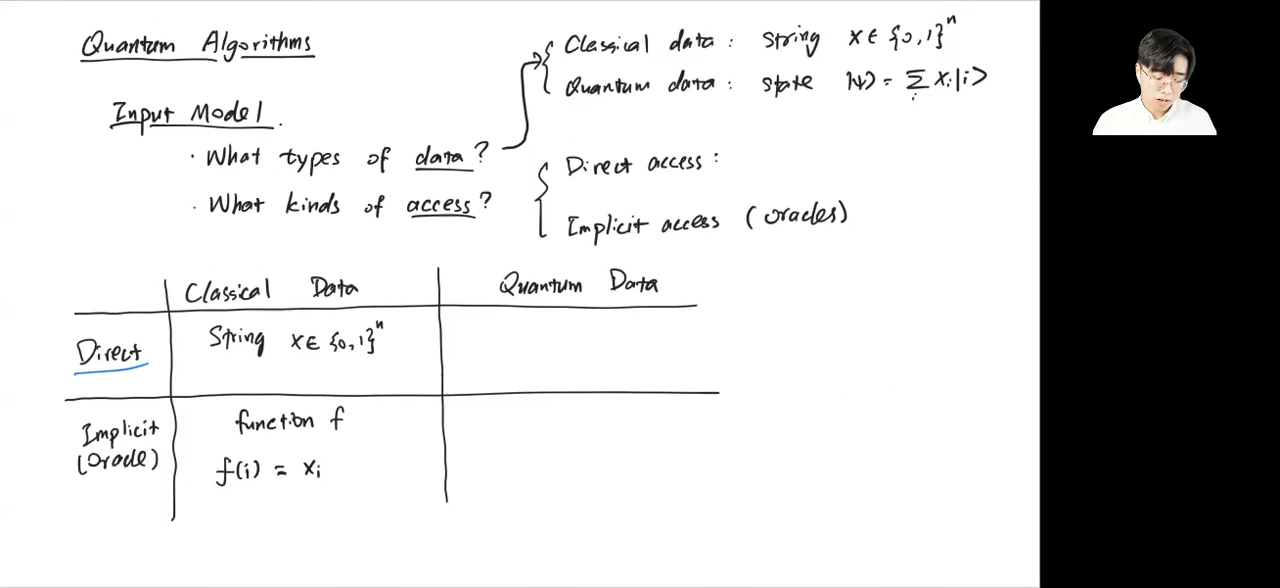 Quantum Algorithms
Input Model.
· What types of data?
· What kinds of access?
Classical data: string x ∈ {0,1}ⁿ
Quantum data: state |ψ⟩ = Σᵢ xᵢ|i⟩
Direct access:
Implicit access (oracles)
Classical Data
Quantum Data
Direct
String x ∈ {0,1}ⁿ
Implicit
(Oracle)
function f
f(i) = xᵢ